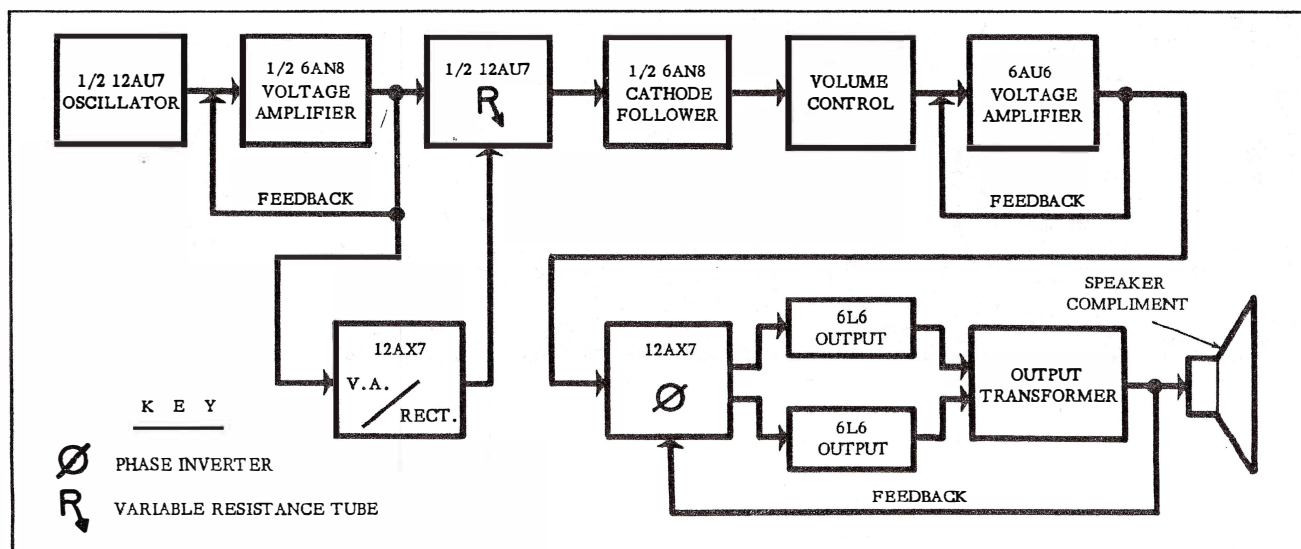 1/2 12AU7
OSCILLATOR
1/2 6AN8
VOLTAGE
AMPLIFIER
1/2 12AU7
R
1/2 6AN8
CATHODE
FOLLOWER
VOLUME
CONTROL
6AU6
VOLTAGE
AMPLIFIER
FEEDBACK
FEEDBACK
12AX7
V.A.
RECT.
12AX7
Ø
6L6
OUTPUT
6L6
OUTPUT
OUTPUT
TRANSFORMER
SPEAKER
COMPLIMENT
FEEDBACK
K E Y
Ø PHASE INVERTER
R VARIABLE RESISTANCE TUBE